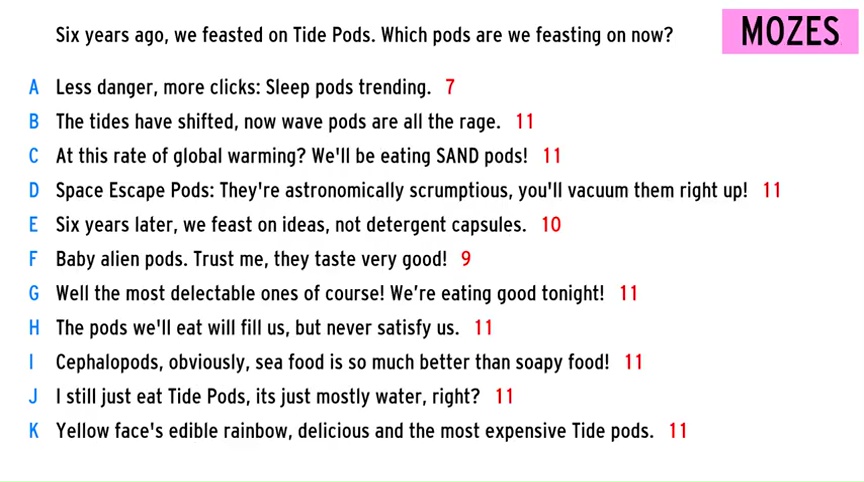 Six years ago, we feasted on Tide Pods. Which pods are we feasting on now?
MOZES
A Less danger, more clicks: Sleep pods trending. 7
B The tides have shifted, now wave pods are all the rage. 11
C At this rate of global warming? We'll be eating SAND pods! 11
D Space Escape Pods: They're astronomically scrumptious, you'll vacuum them right up! 11
E Six years later, we feast on ideas, not detergent capsules. 10
F Baby alien pods. Trust me, they taste very good! 9
G Well the most delectable ones of course! We’re eating good tonight! 11
H The pods we'll eat will fill us, but never satisfy us. 11
I Cephalopods, obviously, sea food is so much better than soapy food! 11
J I still just eat Tide Pods, its just mostly water, right? 11
K Yellow face's edible rainbow, delicious and the most expensive Tide pods. 11